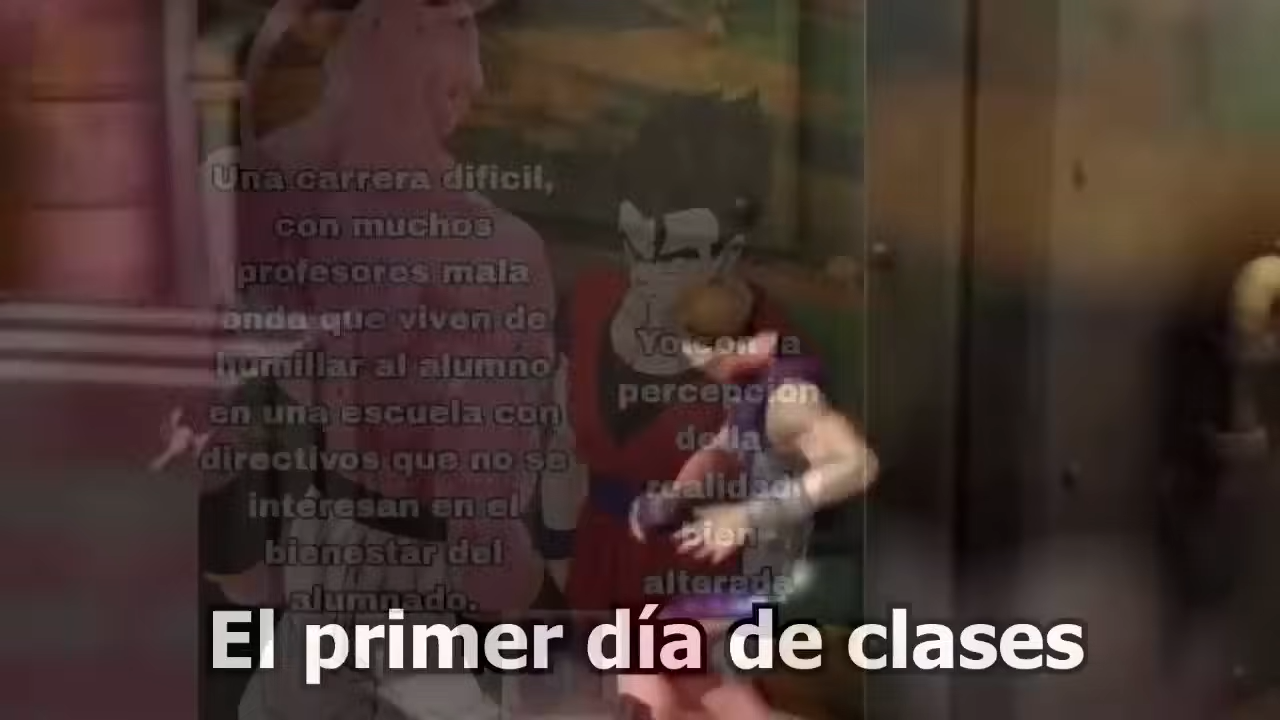 Una carrera dificil,
con muchos
profesores mala
onda que viven de
humillar al alumno
en una escuela con
directivos que no se
interesan en el
bienestar del
alumnado.
Yo con la
percepcion
de la
realidad
bien
alterada
El primer día de clases